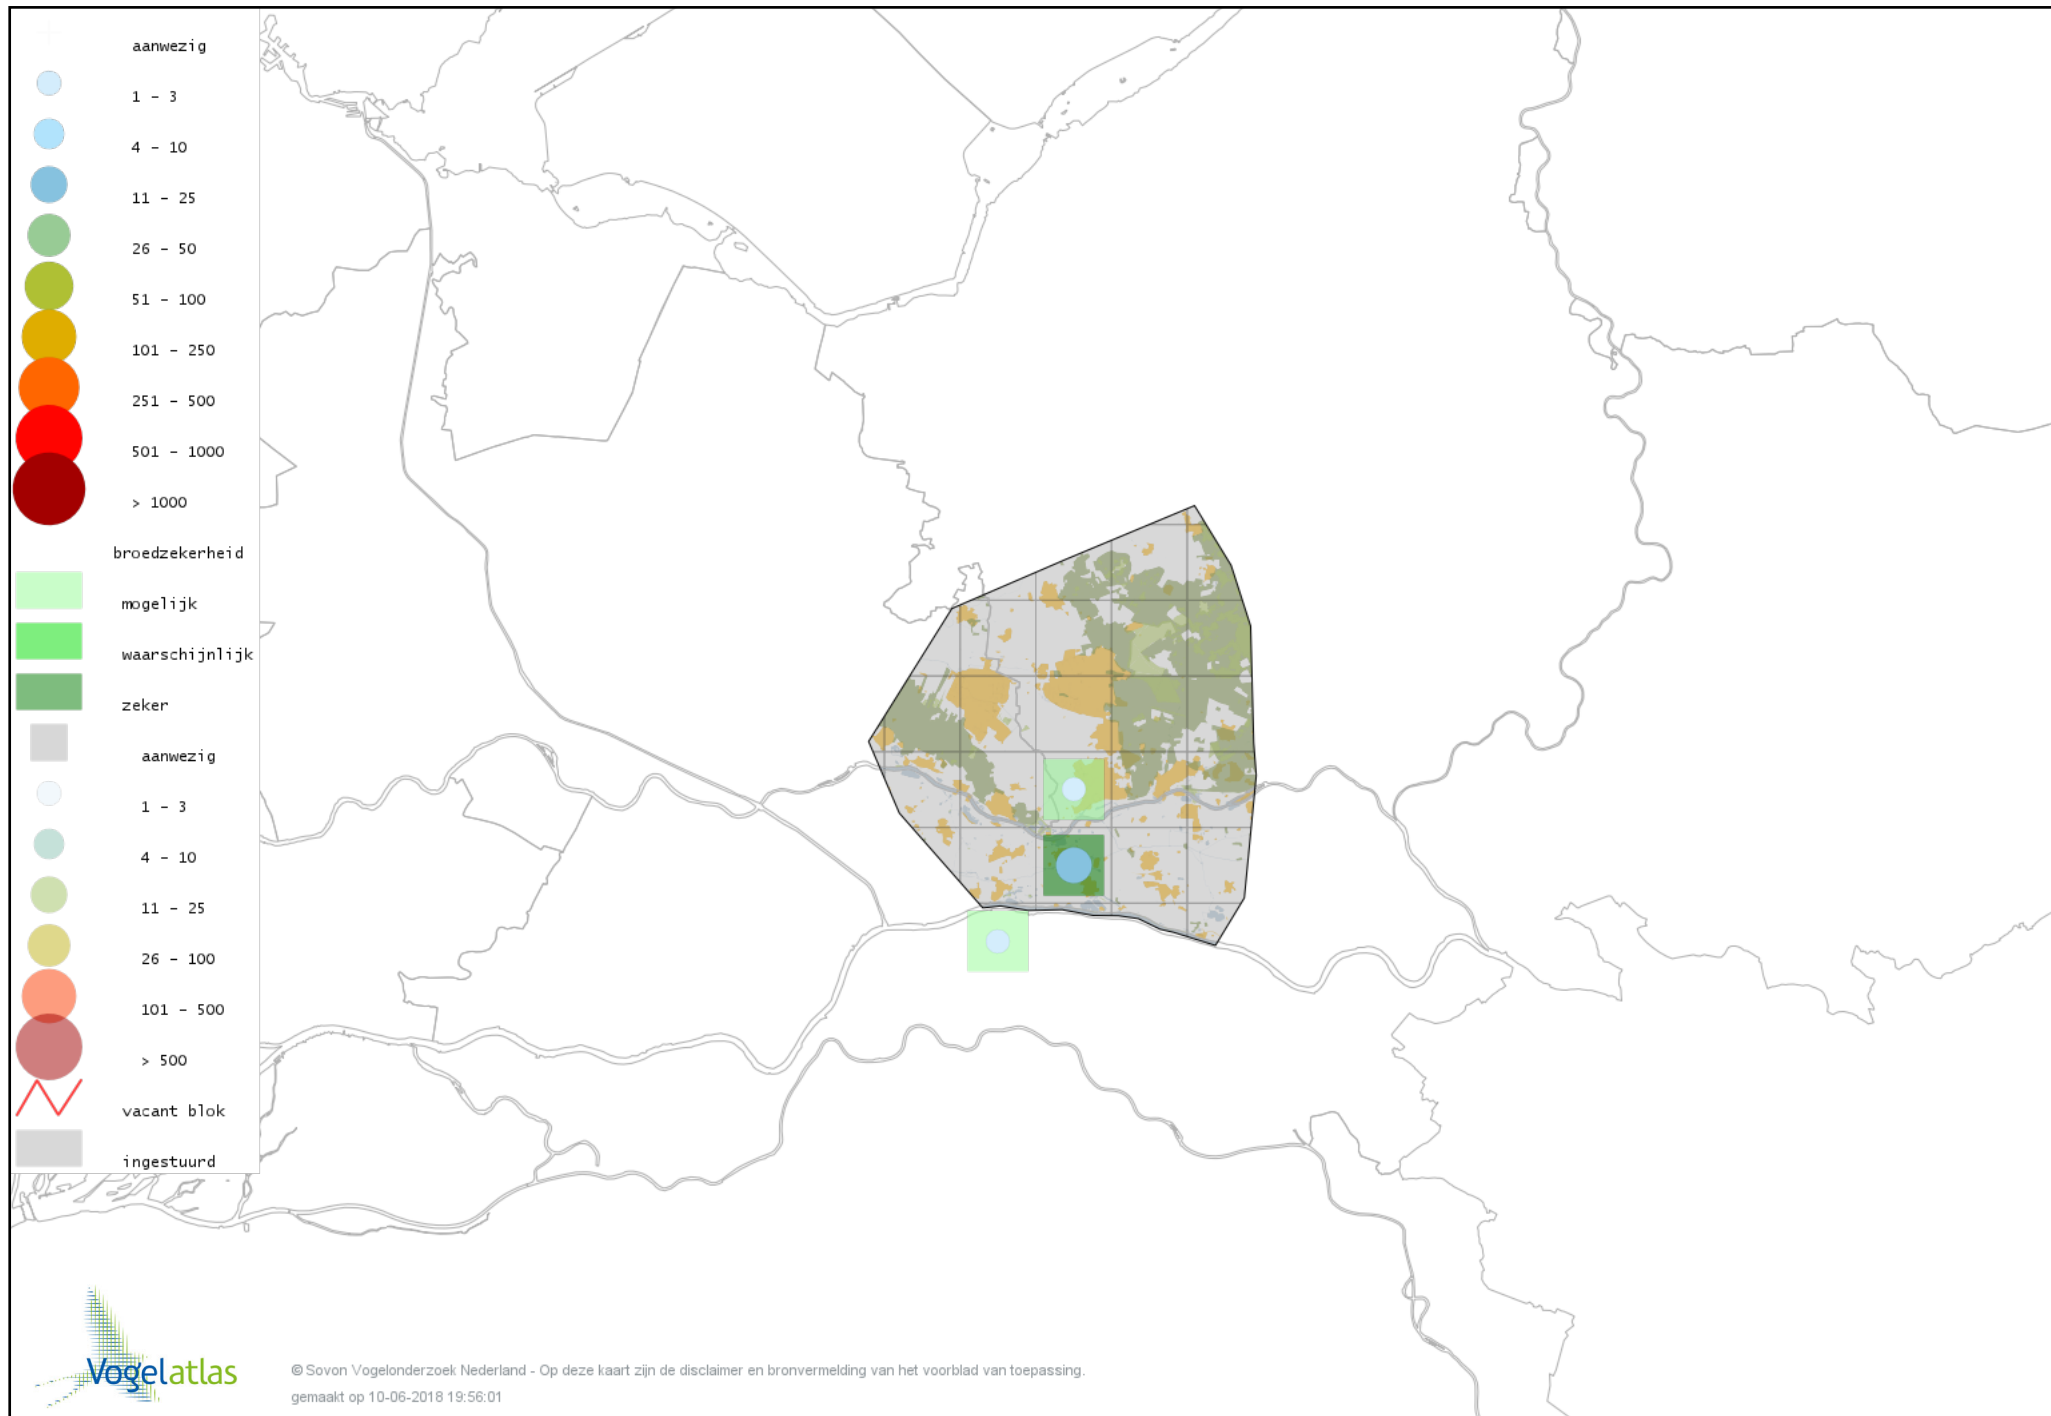 aanwezig
1 - 3
4 - 10
11 - 25
26 - 50
51 - 100
101 - 250
251 - 500
501 - 1000
> 1000
broedzekerheid
mogelijk
waarschijnlijk
zeker
aanwezig
1 - 3
4 - 10
11 - 25
26 - 100
101 - 500
> 500
vacant blok
ingestuurd
Vogelatlas
© Sovon Vogelonderzoek Nederland - Op deze kaart zijn de disclaimer en bronvermelding van het voorblad van toepassing.
gemaakt op 10-06-2018 19:56:01